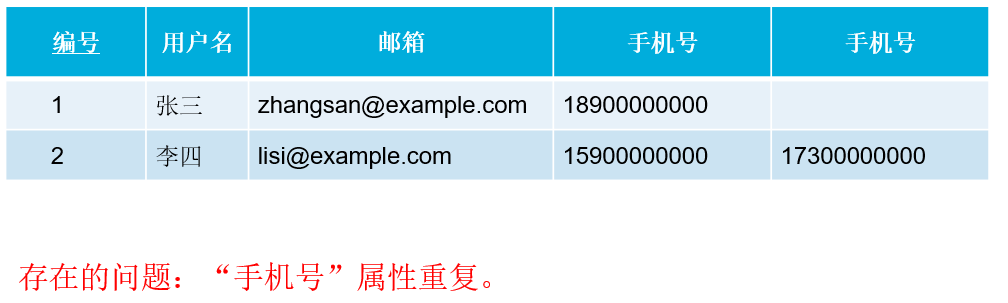 编号 用户名 邮箱 手机号 手机号
1 张三 zhangsan@example.com 18900000000
2 李四 lisi@example.com 15900000000 17300000000
存在的问题：“手机号”属性重复。